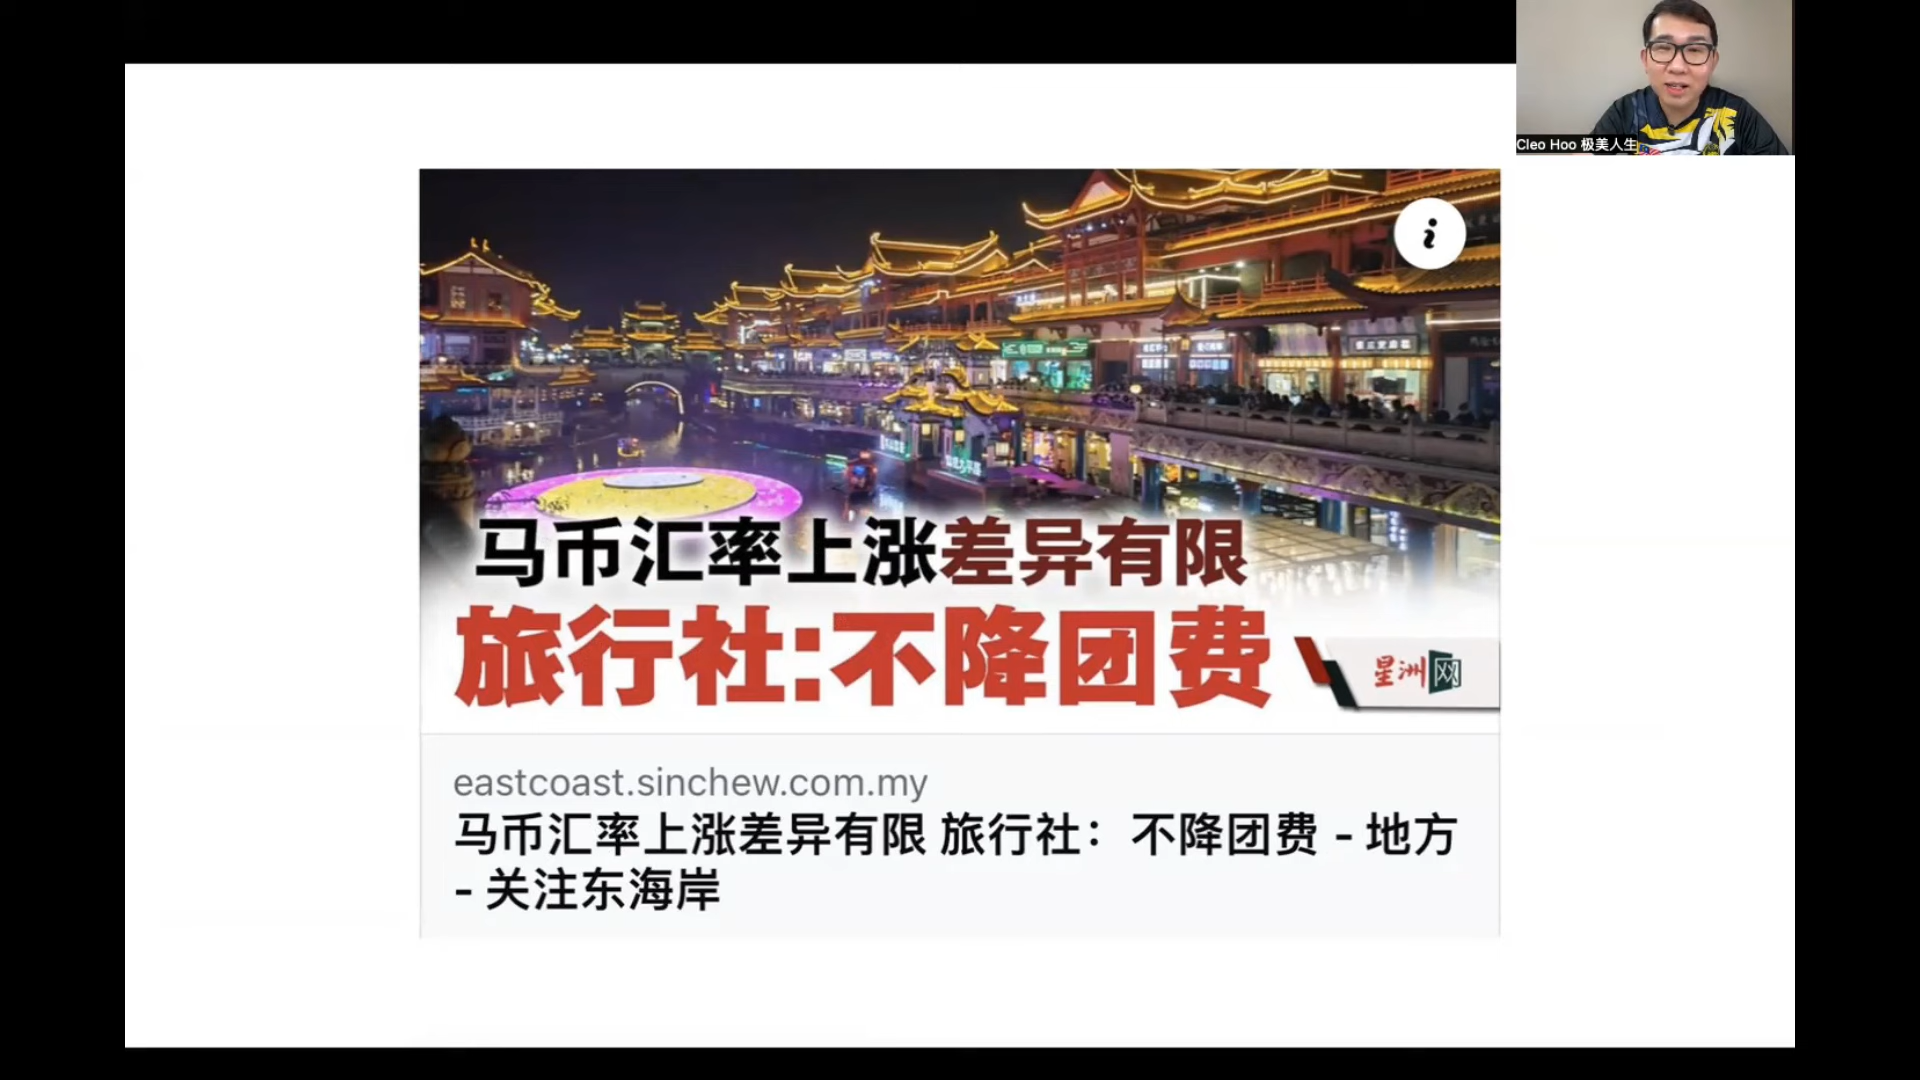 Cleo Hoo 极美人生
马币汇率上涨差异有限
旅行社:不降团费
星洲网
eastcoast.sinchew.com.my
马币汇率上涨差异有限 旅行社：不降团费 - 地方
- 关注东海岸